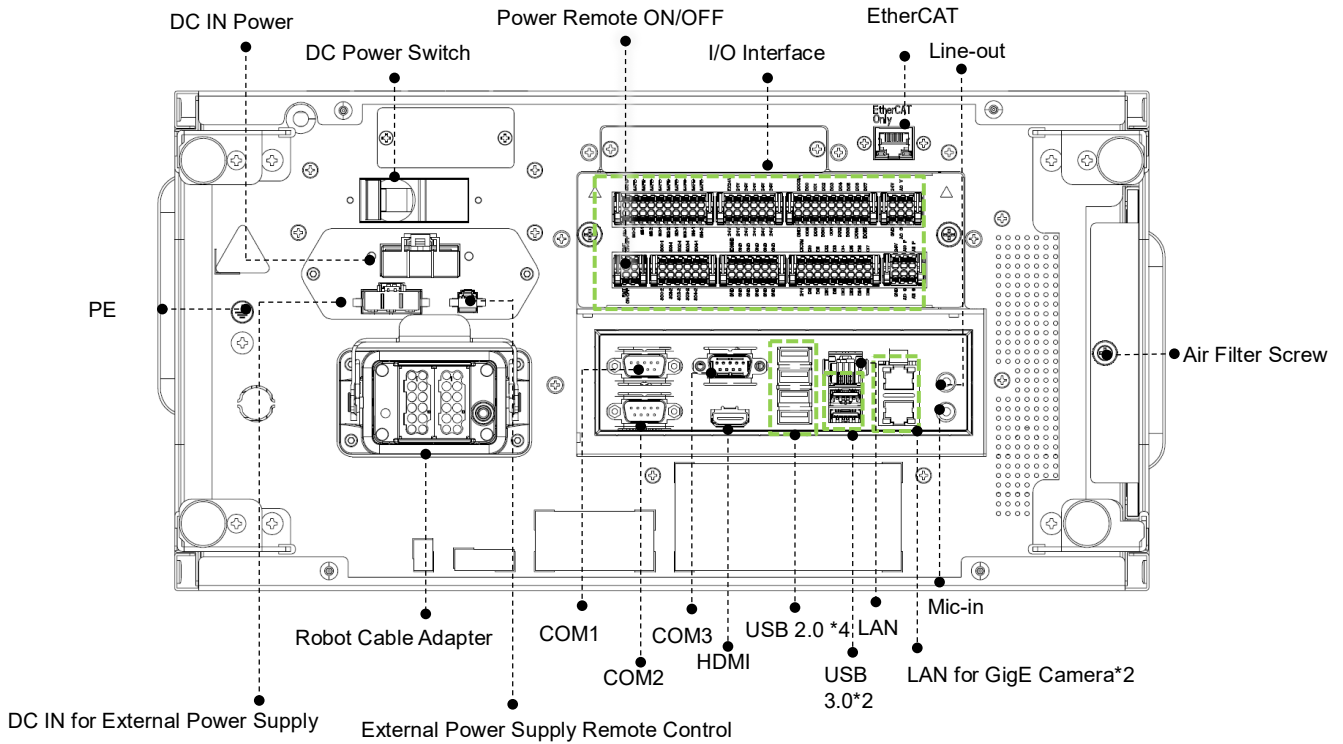 DC IN Power
Power Remote ON/OFF
EtherCAT
DC Power Switch
I/O Interface
Line-out
EtherCAT
Only
PE
Air Filter Screw
Robot Cable Adapter
COM1
COM3
USB 2.0 *4
LAN
Mic-in
HDMI
COM2
USB
3.0*2
LAN for GigE Camera*2
DC IN for External Power Supply
External Power Supply Remote Control